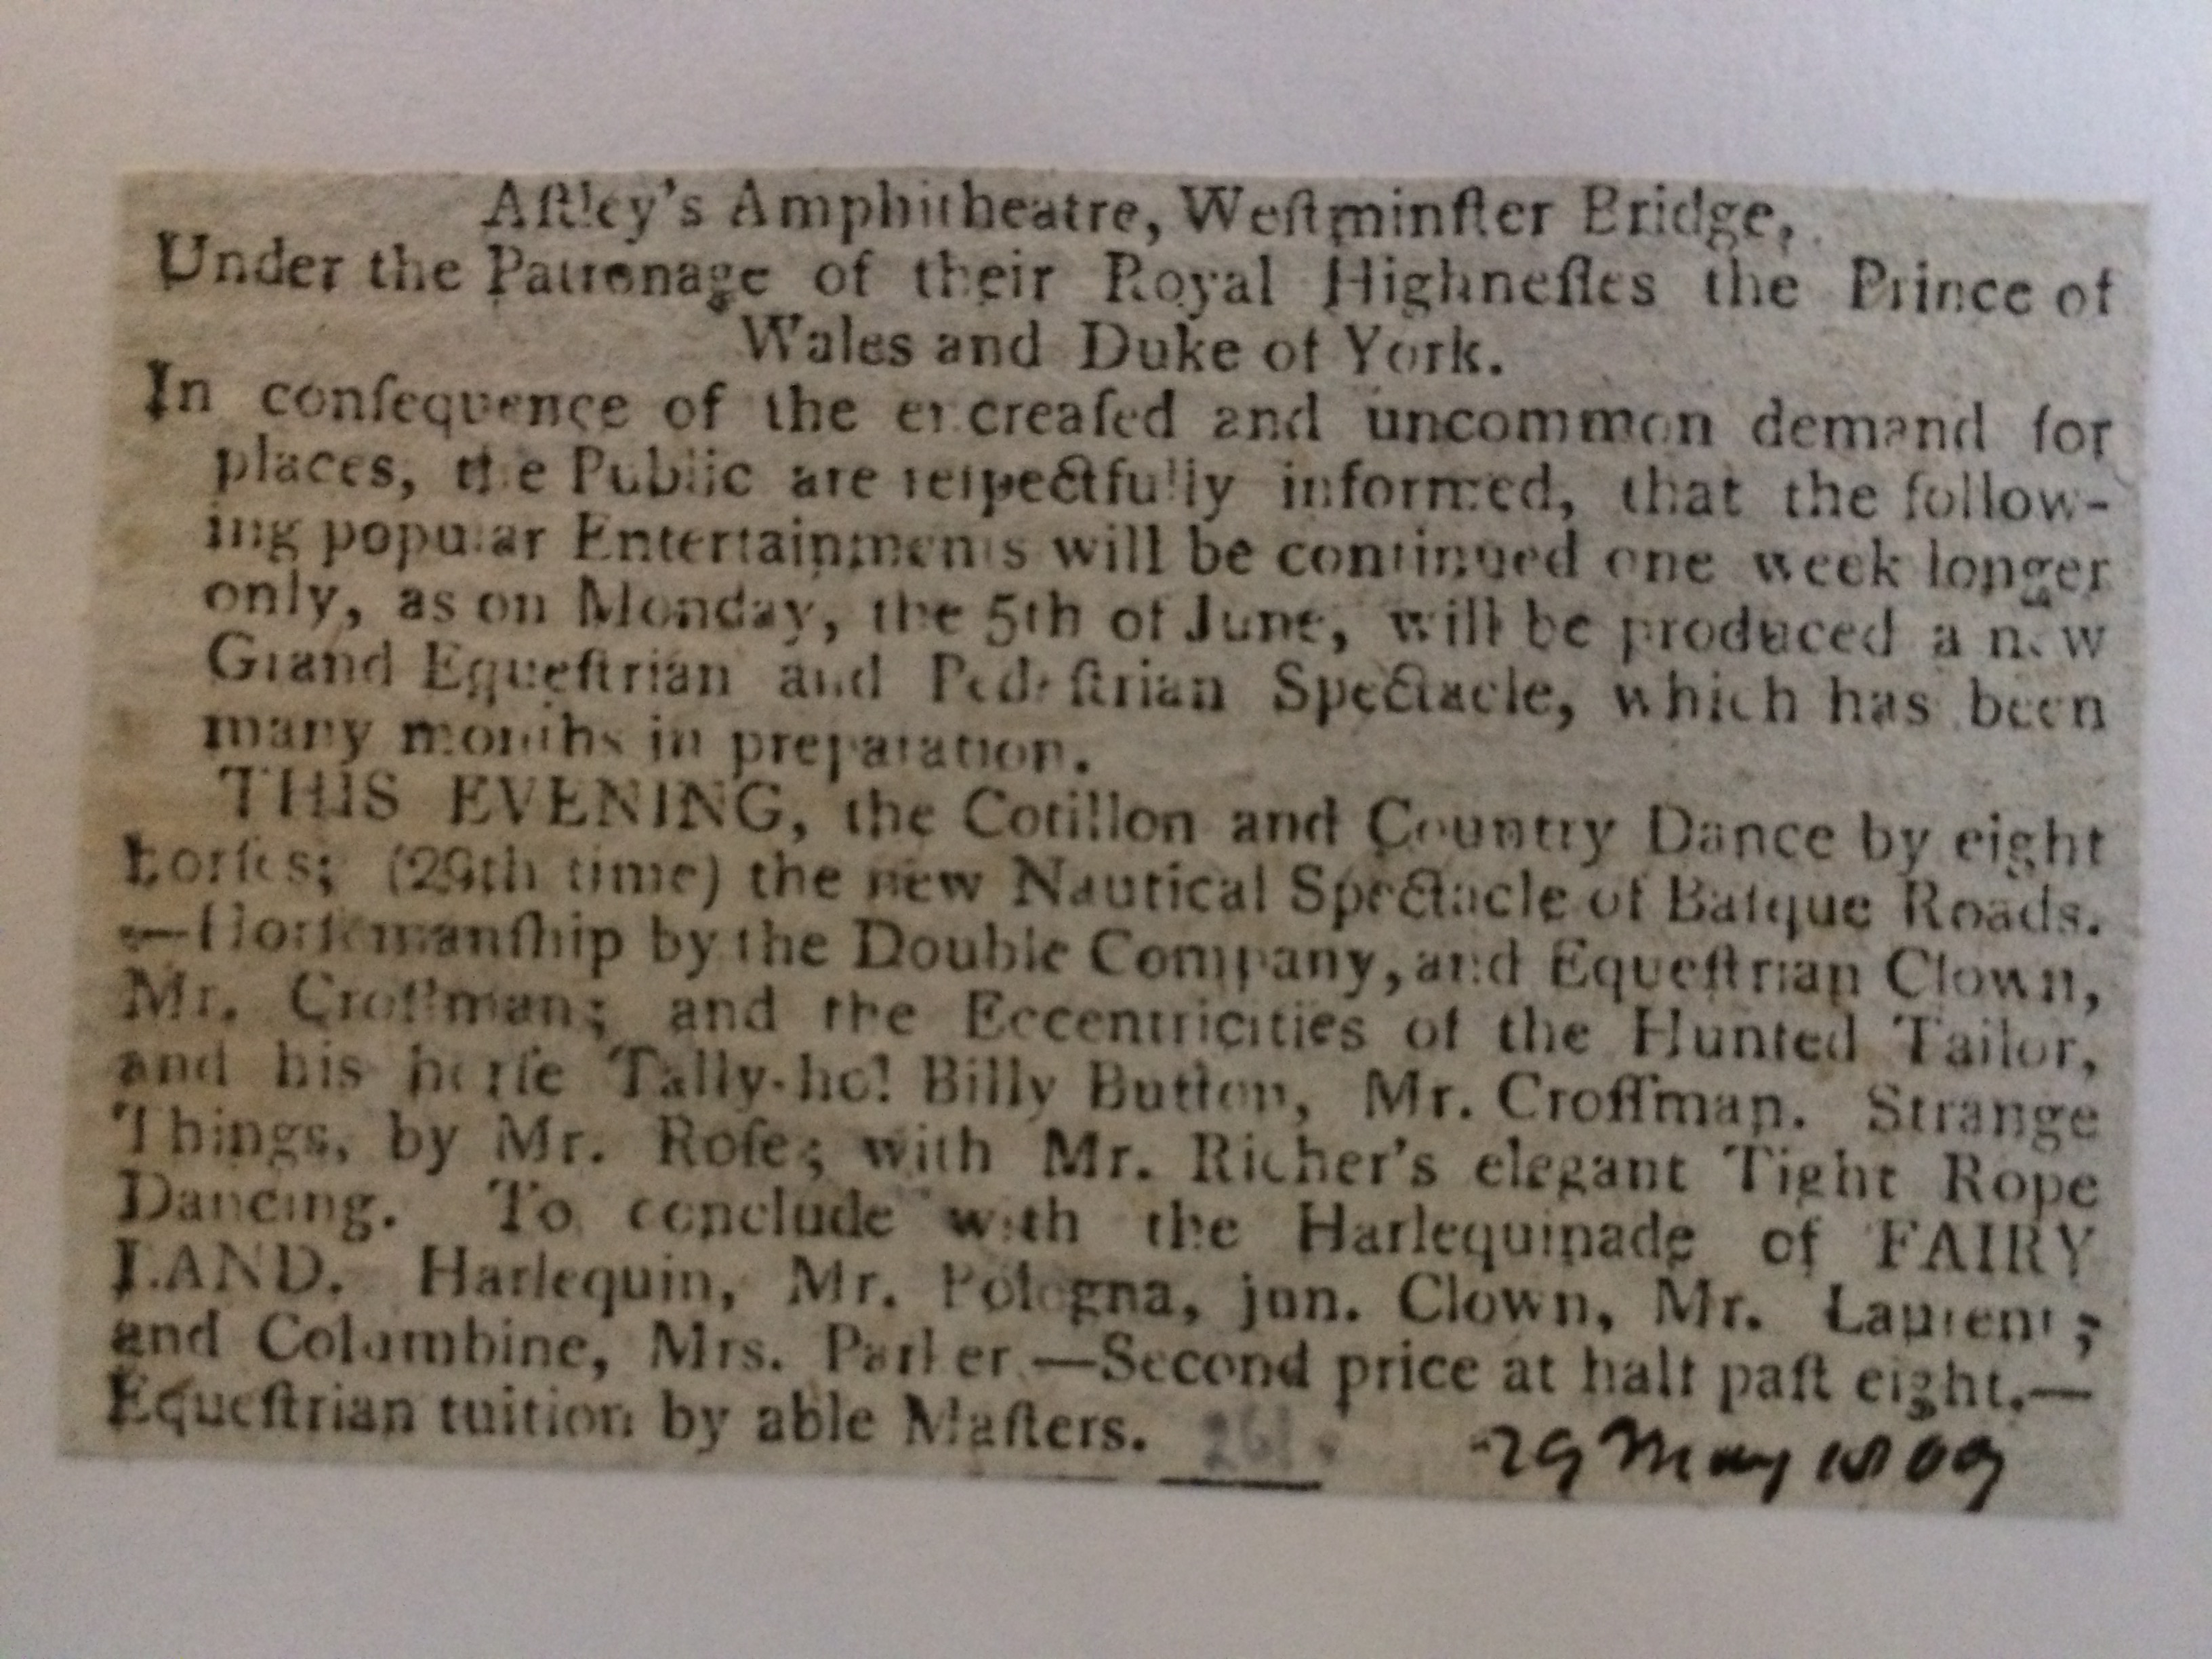 Aſtley's Amphitheatre, Weſtminſter Bridge,
Under the Patronage of their Royal Highneſſes the Prince of
Wales and Duke of York.
In conſequence of the encreaſed and uncommon demand for
places, the Public are reſpectfully informed, that the follow-
ing popular Entertainments will be continued one week longer
only, as on Monday, the 5th of June, will be produced a new
Grand Equeſtrian and Pedeſtrian Spectacle, which has been
many months in preparation.
THIS EVENING, the Cotillon and Country Dance by eight
horſes; (29th time) the new Nautical Spectacle of Baſque Roads.
—Horſemanſhip by the Double Company, and Equeſtrian Clown,
Mr. Croſſman; and the Eccentricities of the Hunted Tailor,
and his horſe Tally-ho! Billy Button, Mr. Croſſman. Strange
Things, by Mr. Roſe; with Mr. Richer's elegant Tight Rope
Dancing. To conclude with the Harlequinade of FAIRY
LAND. Harlequin, Mr. Bologna, jun. Clown, Mr. Laurent;
and Columbine, Mrs. Parker.—Second price at half paſt eight.—
Equeſtrian tuition by able Maſters. 261.
29 May 1809